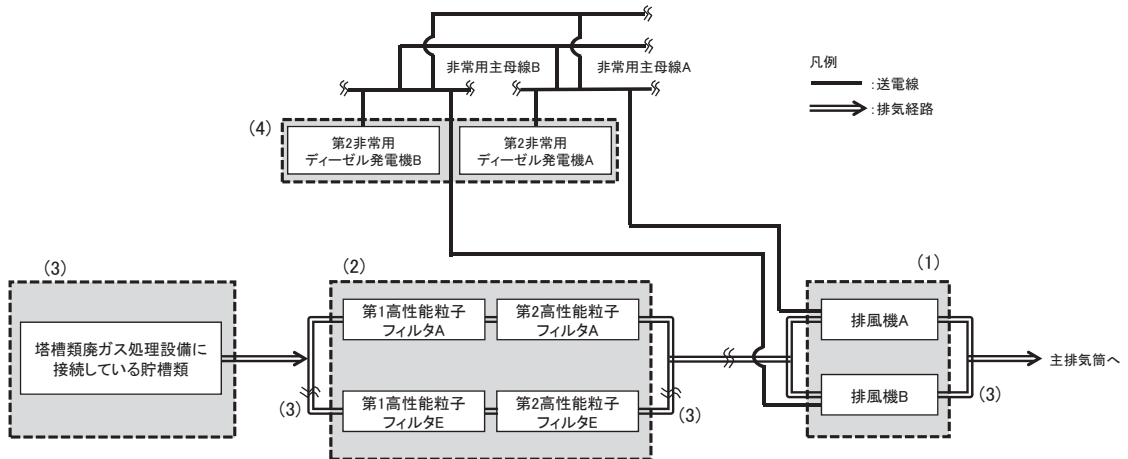 非常用主母線B
非常用主母線A
凡例
:送電線
:排気経路
(4)
第2非常用
ディーゼル発電機B
第2非常用
ディーゼル発電機A
(3)
(2)
(1)
塔槽類廃ガス処理設備に
接続している貯槽類
第1高性能粒子
フィルタA
第2高性能粒子
フィルタA
排風機A
主排気筒へ
(3)
第1高性能粒子
フィルタE
第2高性能粒子
フィルタE
(3)
排風機B
(3)